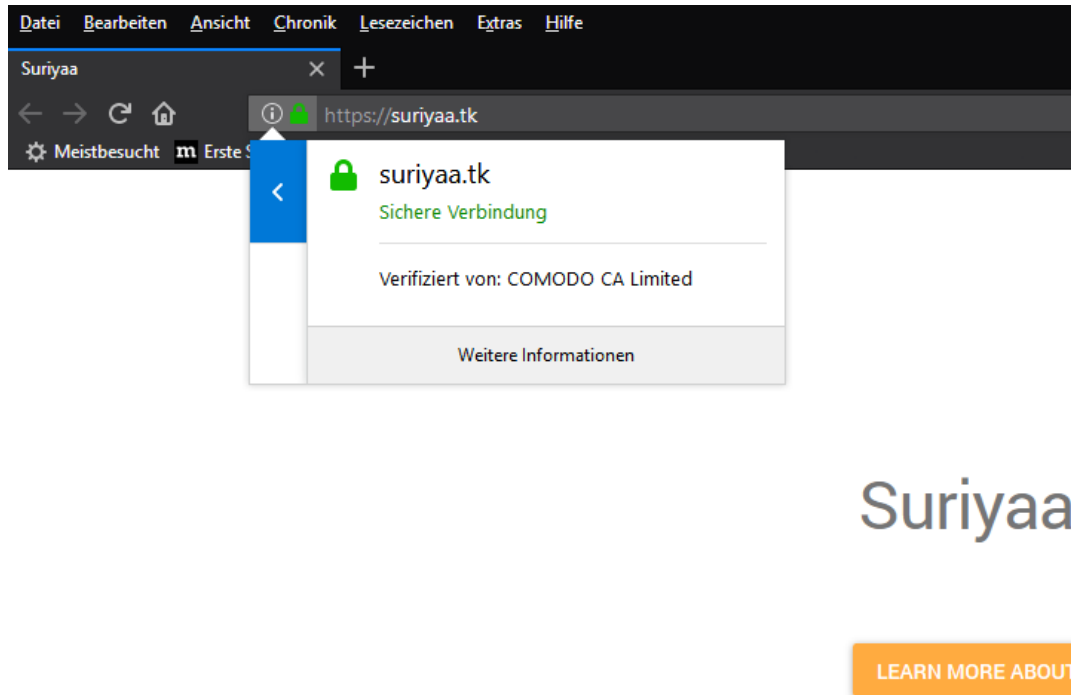 Datei Bearbeiten Ansicht Chronik Lesezeichen Extras Hilfe
Suriyaa
https://suriyaa.tk
Meistbesucht m Erste S
suriyaa.tk
Sichere Verbindung
Verifiziert von: COMODO CA Limited
Weitere Informationen
Suriyaa
LEARN MORE ABOUT